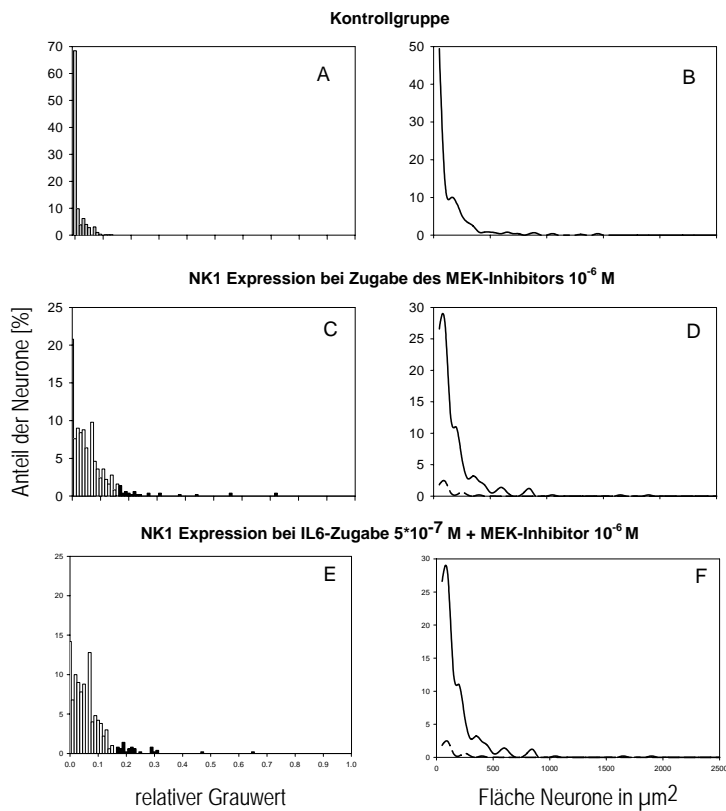 Kontrollgruppe
70
60
50
40
30
20
10
0
A
50
40
30
20
10
0
B
NK1 Expression bei Zugabe des MEK-Inhibitors 10-6 M
Anteil der Neurone [%]
25
20
15
10
5
0
C
30
25
20
15
10
5
0
D
NK1 Expression bei IL6-Zugabe 5*10-7 M + MEK-Inhibitor 10-6 M
25
20
15
10
5
0
E
0.0 0.1 0.2 0.3 0.4 0.5 0.6 0.7 0.8 0.9 1.0
30
25
20
15
10
5
0
F
0 500 1000 1500 2000 2500
relativer Grauwert
Fläche Neurone in µm2